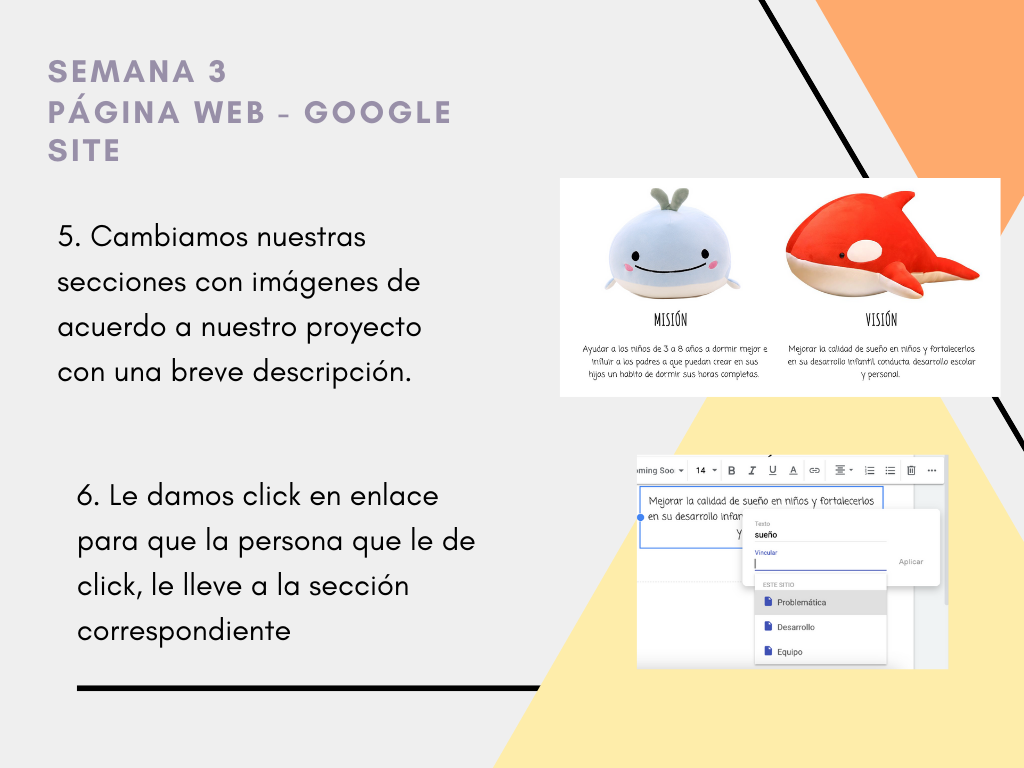 SEMANA 3
PÁGINA WEB - GOOGLE
SITE
5. Cambiamos nuestras
secciones con imágenes de
acuerdo a nuestro proyecto
con una breve descripción.
MISIÓN
Ayudar a los niños de 3 a 8 años a dormir mejor e
influir a los padres a que puedan crear en sus
hijos un habito de dormir sus horas completas.
VISIÓN
Mejorar la calidad de sueño en niños y fortalecerlos
en su desarrollo infantil, conducta, desarrollo escolar
y personal.
6. Le damos click en enlace
para que la persona que le de
click, le lleve a la sección
correspondiente
oming Soo 14 B I U A
Mejorar la calidad de sueño en niños y fortalecerlos
en su desarrollo infan
y
Texto
sueño
Vincular
Aplicar
ESTE SITIO
Problemática
Desarrollo
Equipo